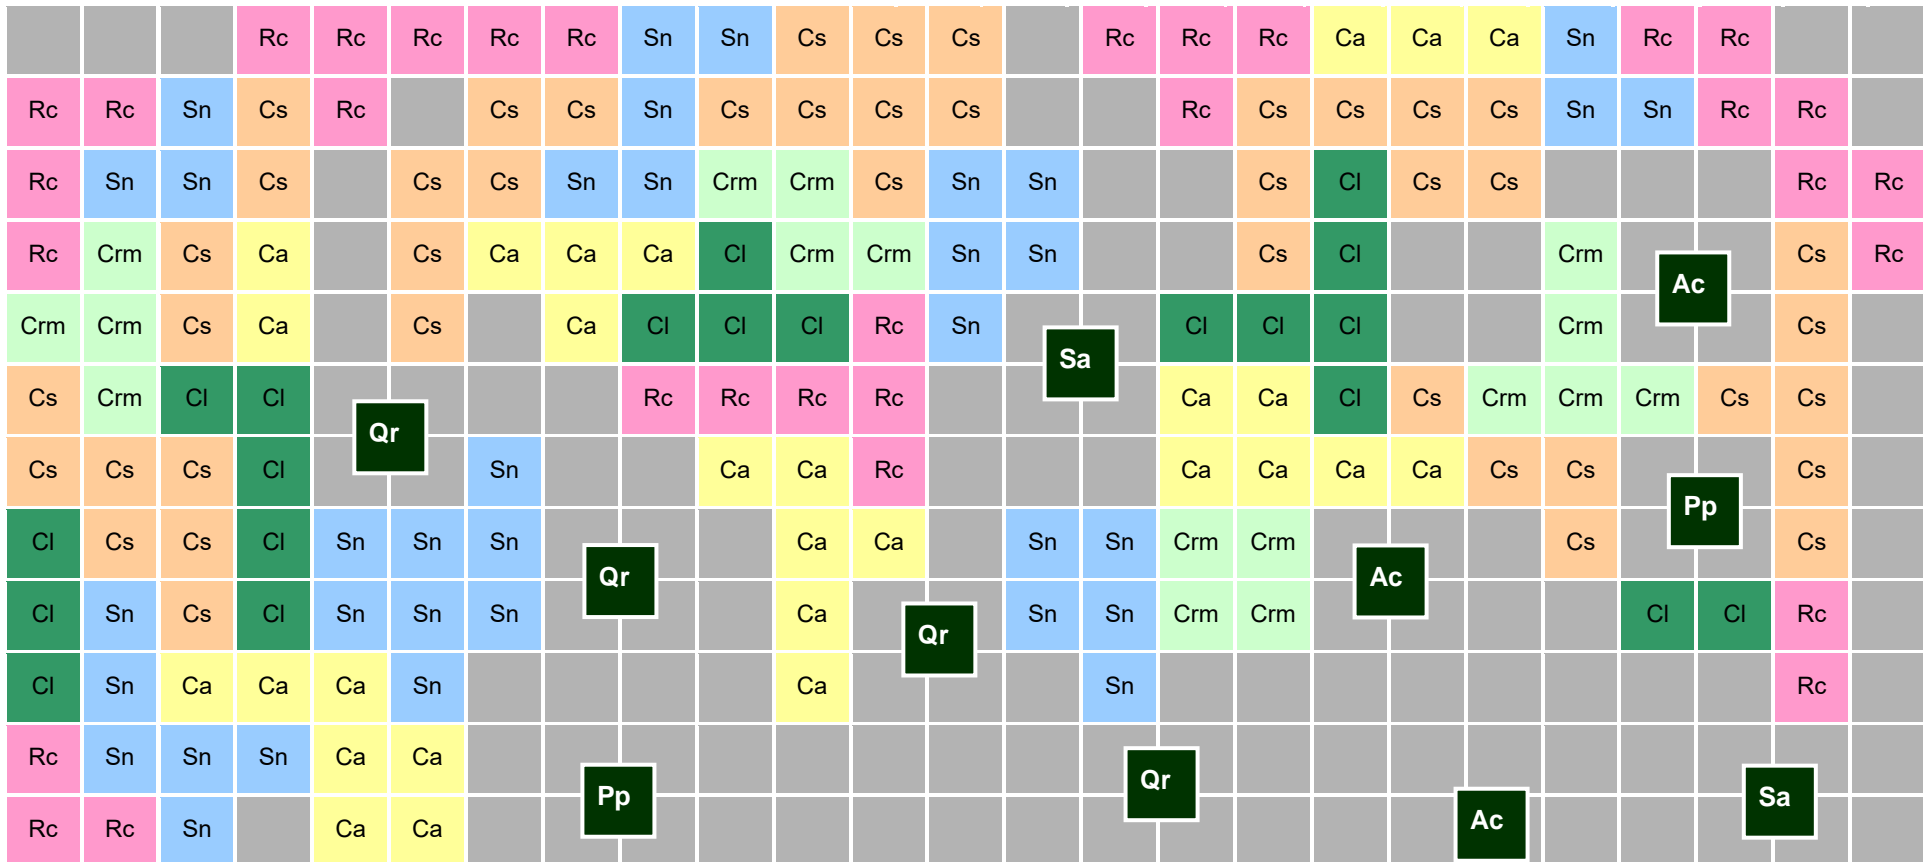 Rc Rc Rc Rc Rc Sn Sn Cs Cs Cs Rc Rc Rc Ca Ca Ca Sn Rc Rc
Rc Rc Sn Cs Rc Cs Cs Sn Cs Cs Cs Cs Rc Cs Cs Cs Cs Sn Sn Rc Rc
Rc Sn Sn Cs Cs Cs Sn Sn Crm Crm Cs Sn Sn Cs Cl Cs Cs Rc Rc
Rc Crm Cs Ca Cs Ca Ca Ca Cl Crm Crm Sn Sn Cs Cl Crm Cs Rc
Ac
Crm Crm Cs Ca Cs Ca Cl Cl Cl Rc Sn Cl Cl Cl Crm Cs
Sa
Cs Crm Cl Cl Rc Rc Rc Rc Ca Ca Cl Cs Crm Crm Crm Cs Cs
Qr
Cs Cs Cs Cl Sn Ca Ca Rc Ca Ca Ca Ca Cs Cs Cs
Pp
Cl Cs Cs Cl Sn Sn Sn Ca Ca Sn Sn Crm Crm Cs Cs
Qr Ac
Cl Sn Cs Cl Sn Sn Sn Ca Sn Sn Crm Crm Cl Cl Rc
Qr
Cl Sn Ca Ca Ca Sn Ca Sn Rc
Rc Sn Sn Sn Ca Ca
Pp Qr Sa
Ac
Rc Rc Sn Ca Ca